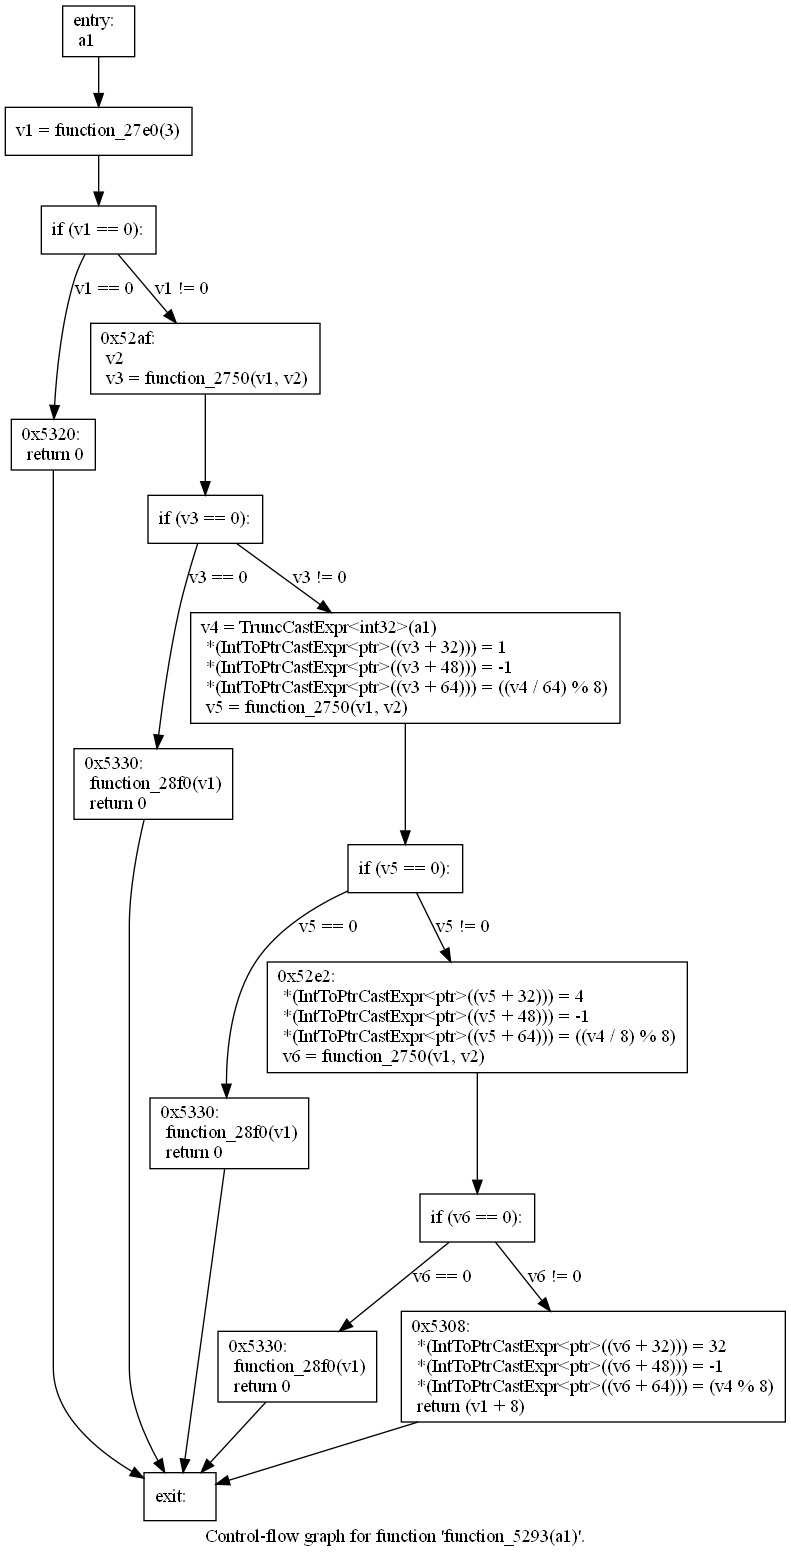 entry:
a1
v1 = function_27e0(3)
if (v1 == 0):
v1 == 0
v1 != 0
0x52af:
v2
v3 = function_2750(v1, v2)
0x5320:
return 0
if (v3 == 0):
v3 == 0
v3 != 0
v4 = TruncCastExpr<int32>(a1)
*(IntToPtrCastExpr<ptr>((v3 + 32))) = 1
*(IntToPtrCastExpr<ptr>((v3 + 48))) = -1
*(IntToPtrCastExpr<ptr>((v3 + 64))) = ((v4 / 64) % 8)
v5 = function_2750(v1, v2)
0x5330:
function_28f0(v1)
return 0
if (v5 == 0):
v5 == 0
v5 != 0
0x52e2:
*(IntToPtrCastExpr<ptr>((v5 + 32))) = 4
*(IntToPtrCastExpr<ptr>((v5 + 48))) = -1
*(IntToPtrCastExpr<ptr>((v5 + 64))) = ((v4 / 8) % 8)
v6 = function_2750(v1, v2)
0x5330:
function_28f0(v1)
return 0
if (v6 == 0):
v6 == 0
v6 != 0
0x5330:
function_28f0(v1)
return 0
0x5308:
*(IntToPtrCastExpr<ptr>((v6 + 32))) = 32
*(IntToPtrCastExpr<ptr>((v6 + 48))) = -1
*(IntToPtrCastExpr<ptr>((v6 + 64))) = (v4 % 8)
return (v1 + 8)
exit:
Control-flow graph for function 'function_5293(a1)'.